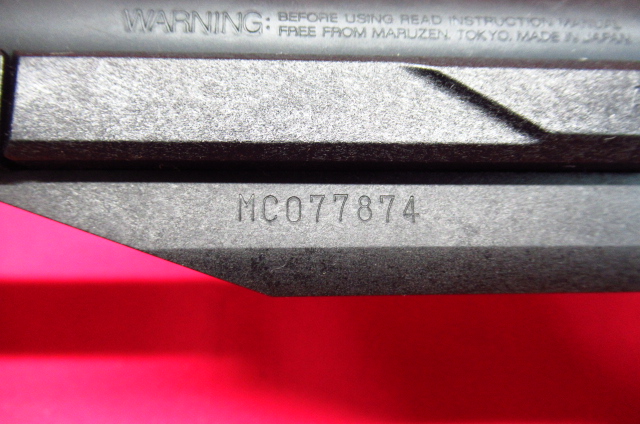 WARNING: BEFORE USING READ INSTRUCTION MANUAL
FREE FROM MARUZEN, TOKYO. MADE IN JAPAN.
MC077874